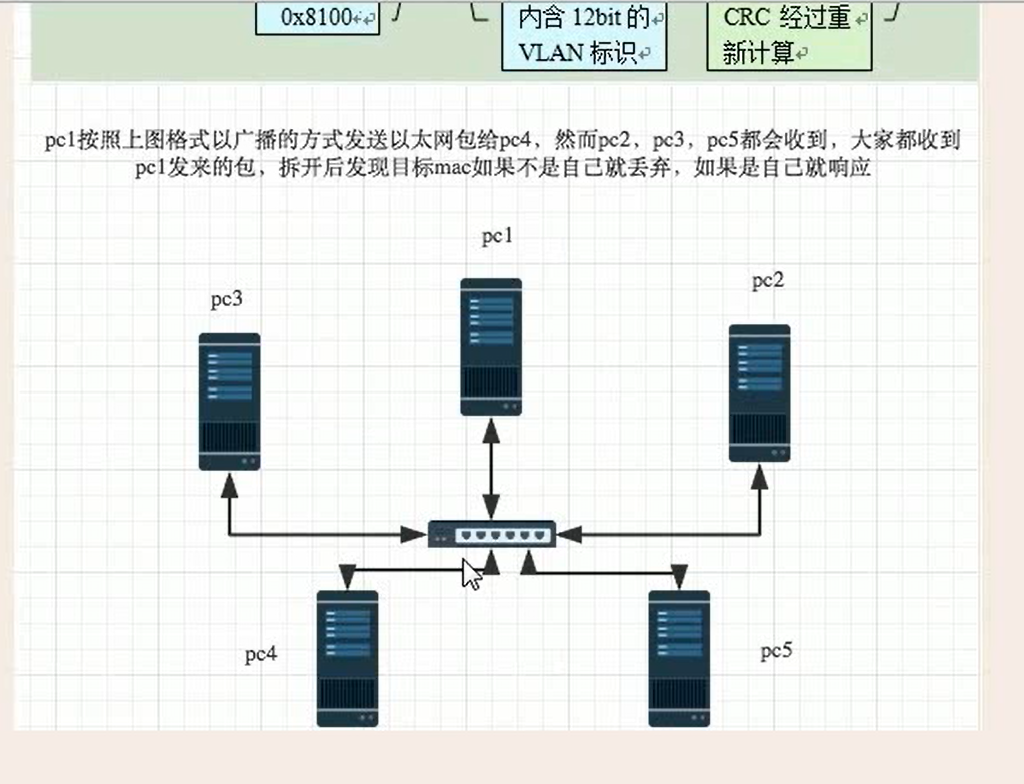 0x8100
内含 12bit 的
VLAN 标识
CRC 经过重
新计算
pc1按照上图格式以广播的方式发送以太网包给pc4，然而pc2，pc3，pc5都会收到，大家都收到
pc1发来的包，拆开后发现目标mac如果不是自己就丢弃，如果是自己就响应
pc1
pc2
pc3
pc4
pc5